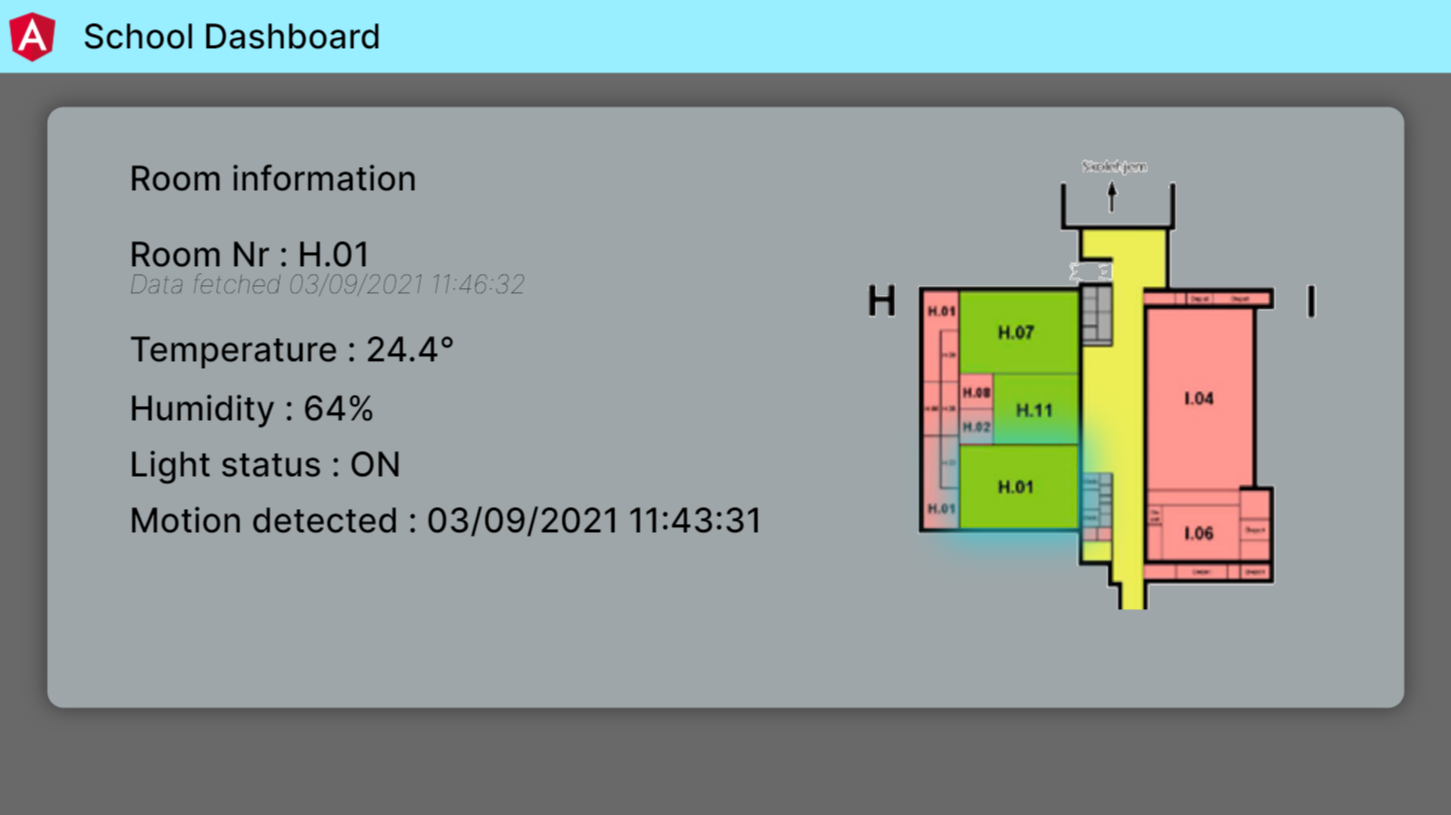 School Dashboard
Room information
Room Nr : H.01
Data fetched 03/09/2021 11:46:32
Temperature : 24.4°
Humidity : 64%
Light status : ON
Motion detected : 03/09/2021 11:43:31
Skolehjem
H
I
H.01
H.07
H.08
H.11
H.02
H.01
H.01
I.04
I.06
Depot
Depot
Depot
Depot